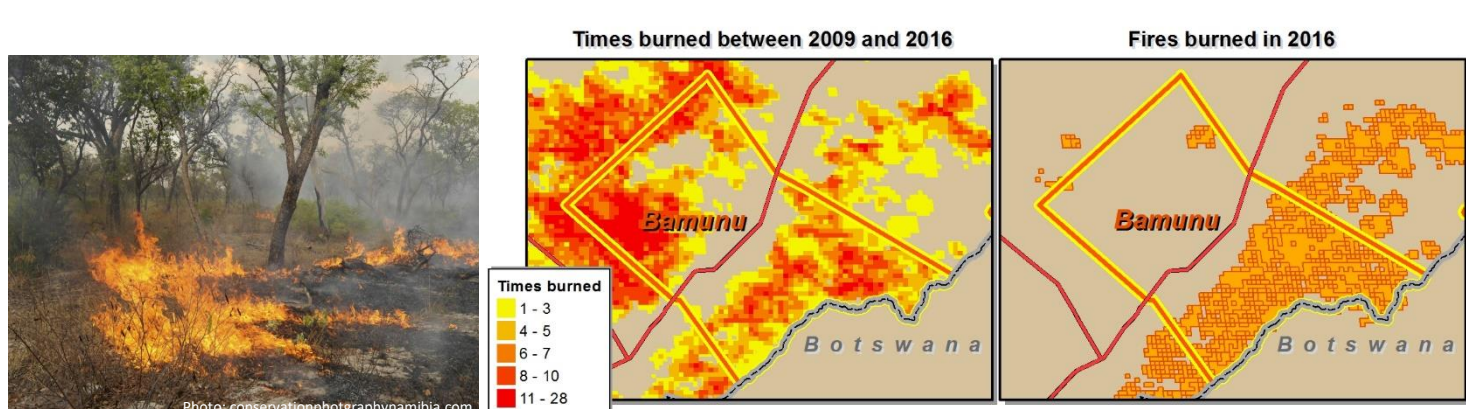 Times burned between 2009 and 2016
Bamunu
Botswana
Times burned
1 - 3
4 - 5
6 - 7
8 - 10
11 - 28
Fires burned in 2016
Bamunu
Botswana
Photo: conservationphotgraphynamibia.com